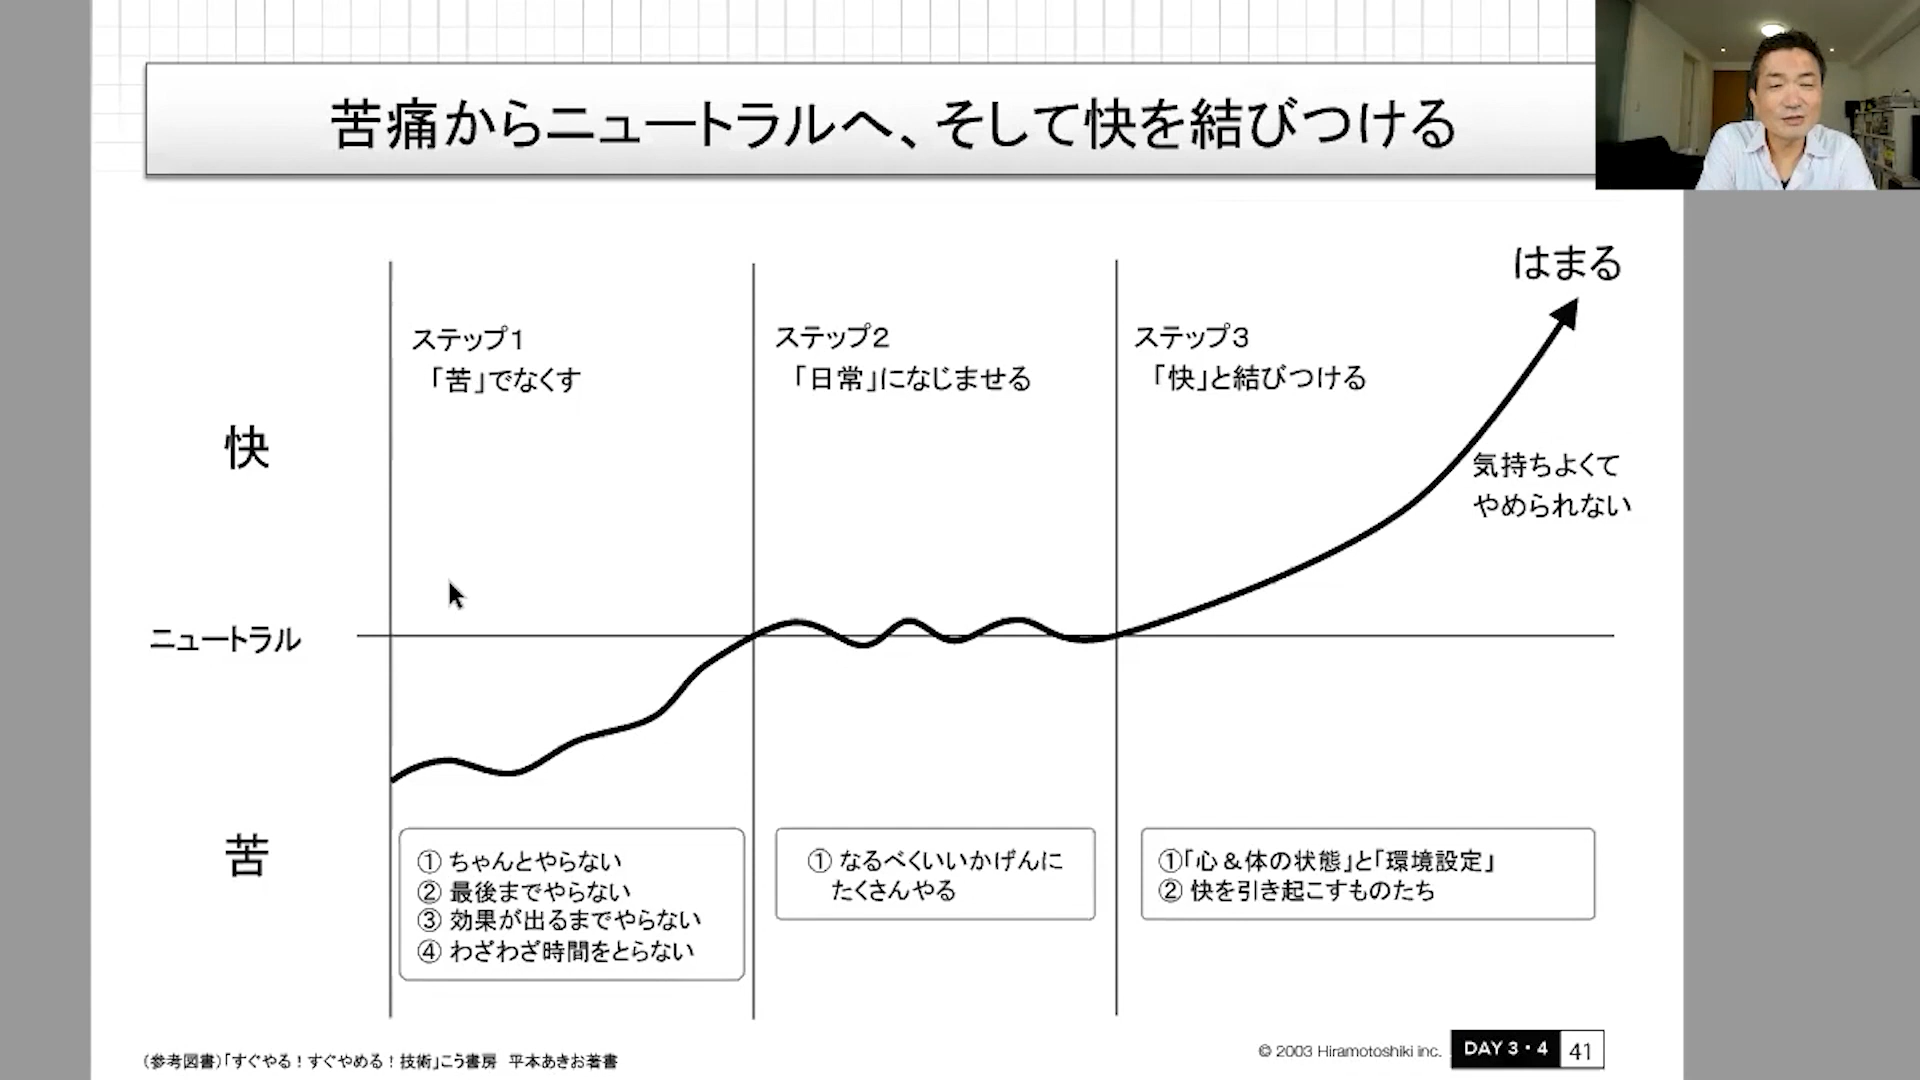 苦痛からニュートラルへ、そして快を結びつける
はまる
ステップ1
「苦」でなくす
ステップ2
「日常」になじませる
ステップ3
「快」と結びつける
快
気持ちよくて
やめられない
ニュートラル
苦
① ちゃんとやらない
② 最後までやらない
③ 効果が出るまでやらない
④ わざわざ時間をとらない
① なるべくいいかげんに
たくさんやる
①「心＆体の状態」と「環境設定」
② 快を引き起こすものたち
（参考図書）「すぐやる！すぐやめる！技術」こう書房　平本あきお著書
© 2003 Hiramotoshiki inc.
DAY 3・4
41